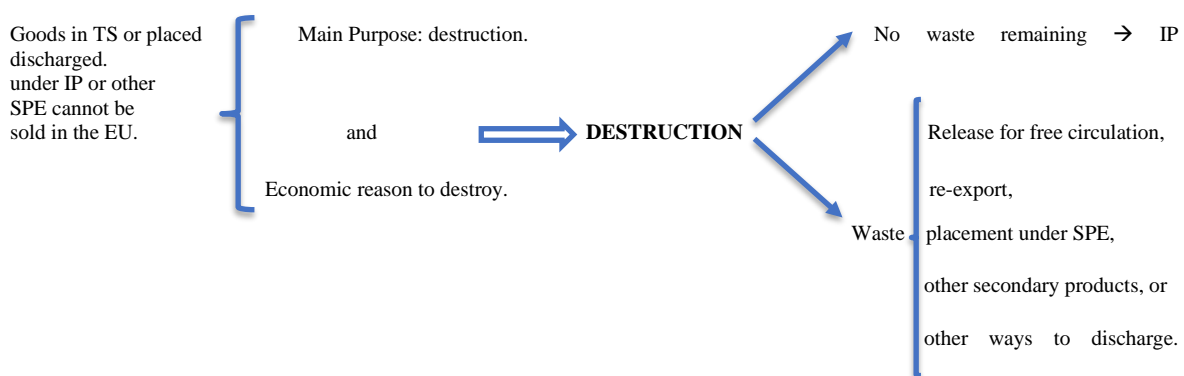 Goods in TS or placed Main Purpose: destruction. No waste remaining → IP
discharged.
under IP or other
SPE cannot be
sold in the EU. and DESTRUCTION Release for free circulation,
Economic reason to destroy. re-export,
Waste placement under SPE,
other secondary products, or
other ways to discharge.